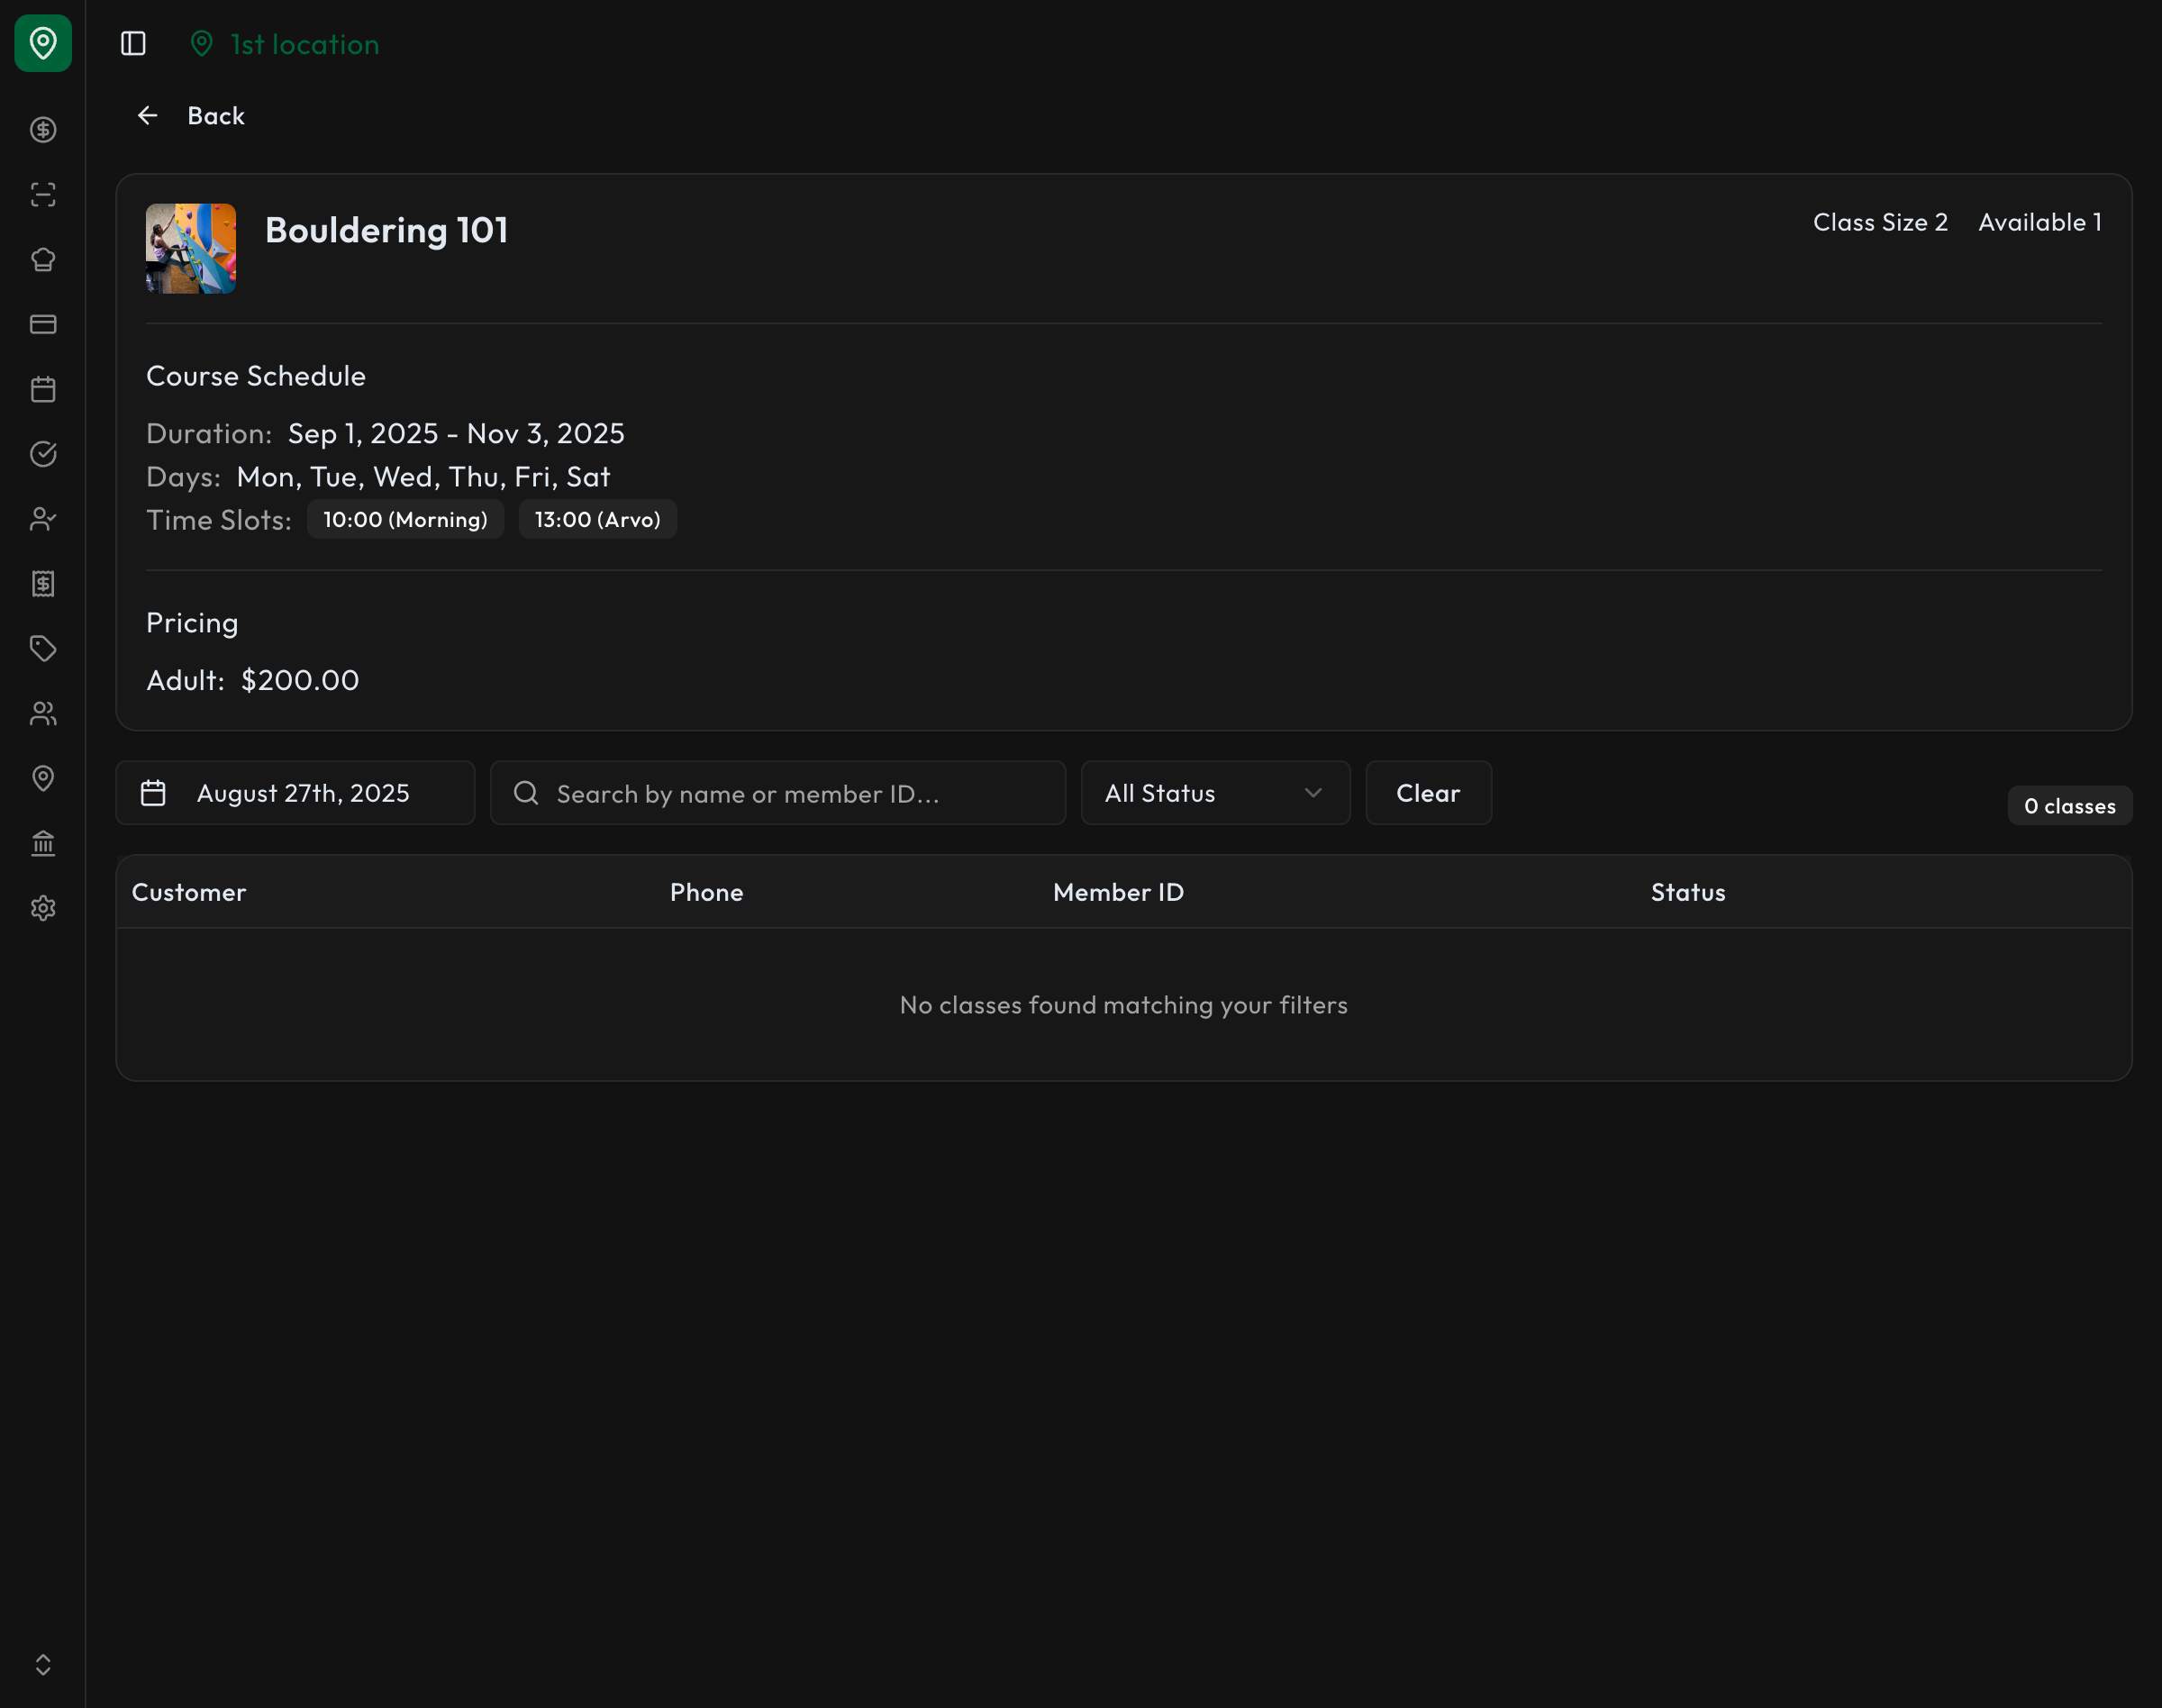 1st location
Back
Bouldering 101
Class Size 2 Available 1
Course Schedule
Duration: Sep 1, 2025 - Nov 3, 2025
Days: Mon, Tue, Wed, Thu, Fri, Sat
Time Slots: 10:00 (Morning) 13:00 (Arvo)
Pricing
Adult: $200.00
August 27th, 2025 Search by name or member ID... All Status Clear 0 classes
Customer Phone Member ID Status
No classes found matching your filters